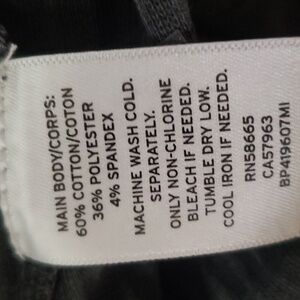 MAIN BODY/CORPS:
60% COTTON/COTON
36% POLYESTER
4% SPANDEX
MACHINE WASH COLD.
SEPARATELY.
ONLY NON-CHLORINE
BLEACH IF NEEDED.
TUMBLE DRY LOW.
COOL IRON IF NEEDED.
RN58665
CA57963
BP419607MI